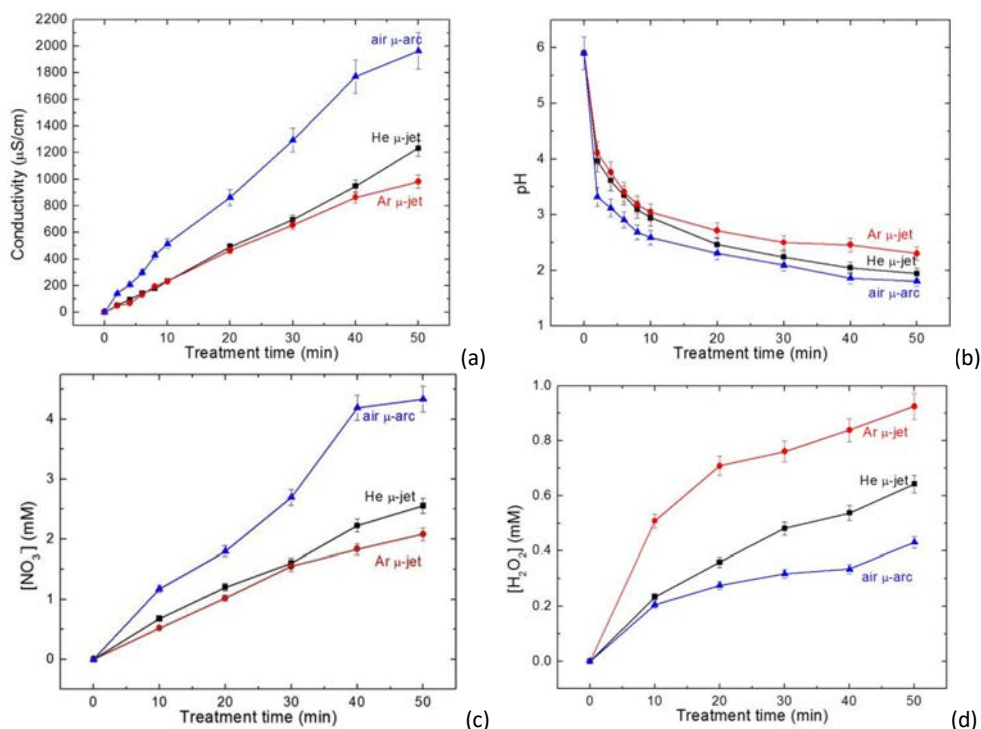 2200
2000
1800
1600
1400
1200
1000
800
600
400
200
0
Conductivity (µS/cm)
air µ-arc
He µ-jet
Ar µ-jet
0 10 20 30 40 50
Treatment time (min)
(a)
6
5
4
3
2
1
pH
Ar µ-jet
He µ-jet
air µ-arc
0 10 20 30 40 50
Treatment time (min)
(b)
4
3
2
1
0
[NO3-] (mM)
air µ-arc
He µ-jet
Ar µ-jet
0 10 20 30 40 50
Treatment time (min)
(c)
1.0
0.8
0.6
0.4
0.2
0.0
[H2O2] (mM)
Ar µ-jet
He µ-jet
air µ-arc
0 10 20 30 40 50
Treatment time (min)
(d)